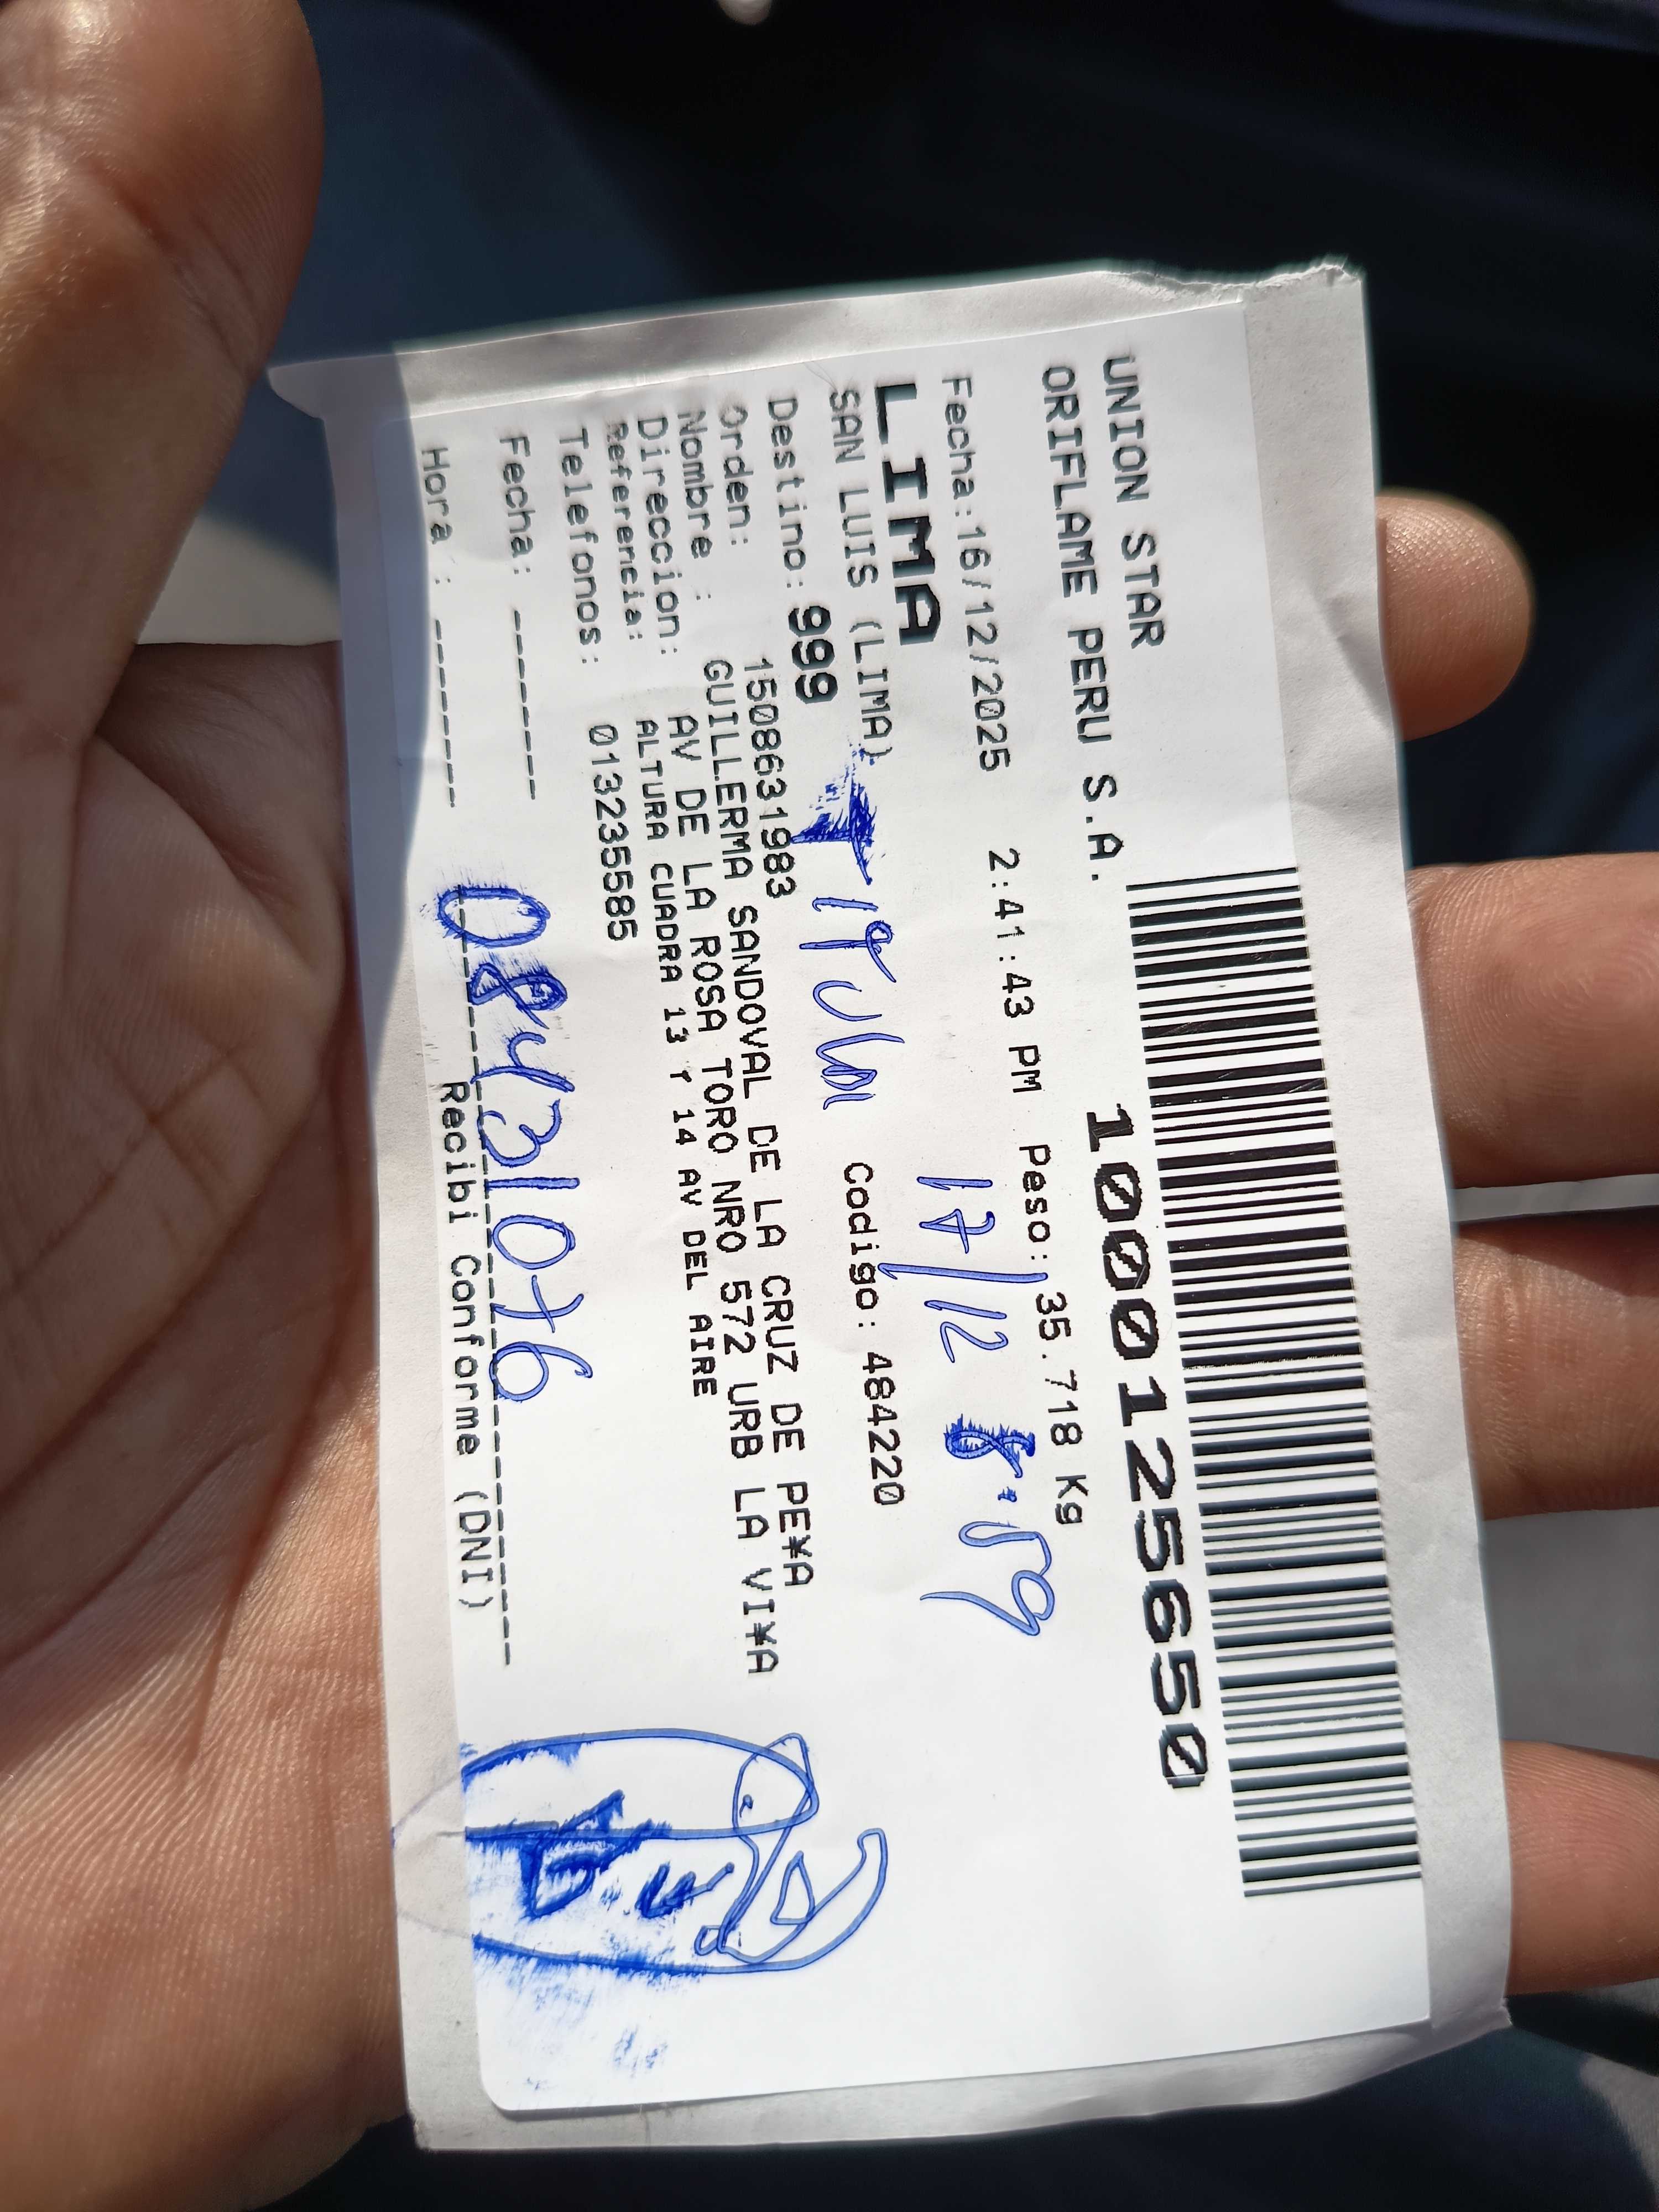 UNION STAR
ORIFLAME PERU S.A.
1000125650
Fecha:16/12/2025 2:41:43 PM Peso: 35.718 Kg
LIMA 17/12 8:59
SAN LUIS (LIMA) Codigo: 484220
Destino: 999 Titular
Orden: 1508631983
Nombre : GUILLERMA SANDOVAL DE LA CRUZ DE PE¥A
Direccion: AV DE LA ROSA TORO NRO 572 URB LA VI¥A
Referencia: ALTURA CUADRA 13 Y 14 AV DEL AIRE
Telefonos: 013235585
Fecha: -------
08431076
Hora : -------
Recibi Conforme (DNI)